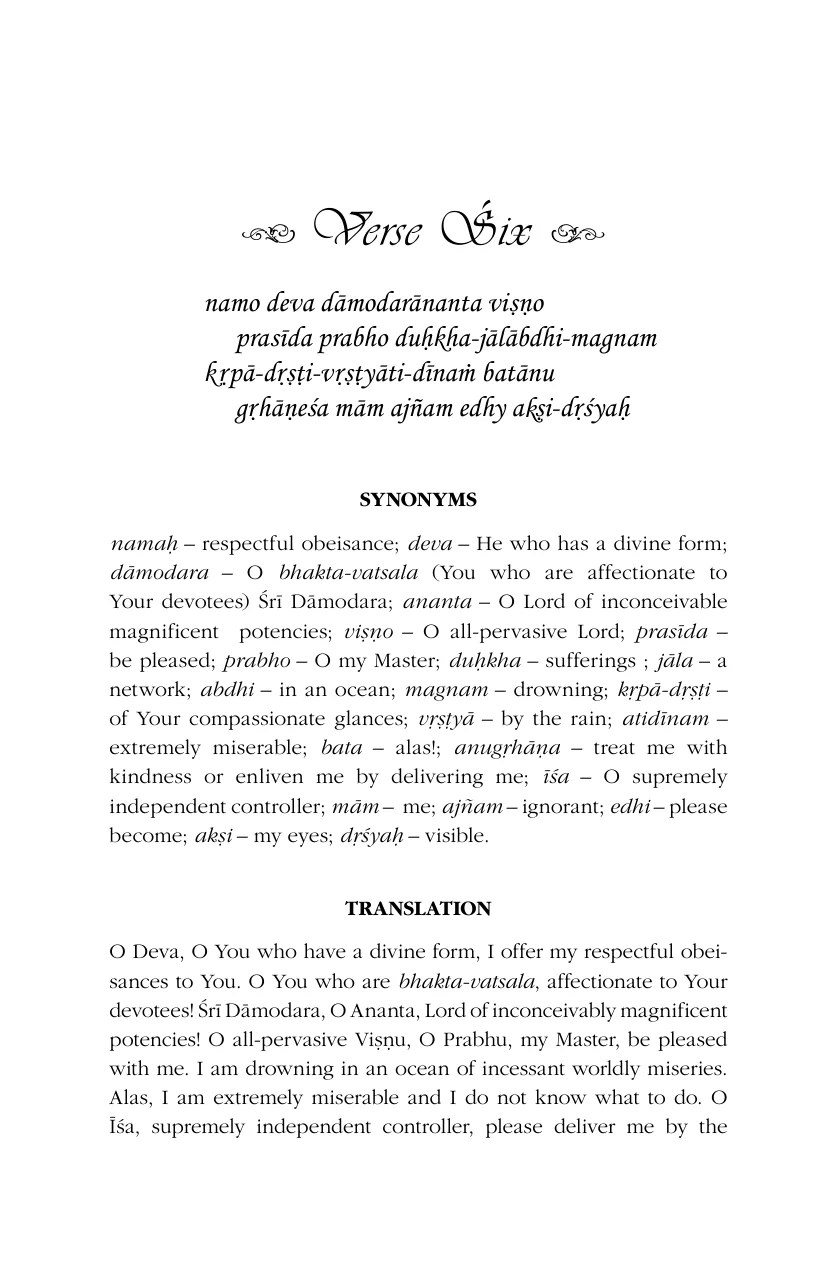 Verse Śix
namo deva dāmodarānanta viṣṇo
prasīda prabho duḥkha-jālābdhi-magnam
kṛpā-dṛṣṭi-vṛṣṭyāti-dīnaṁ batānu
gṛhāṇeśa mām ajñam edhy akṣi-dṛśyaḥ
SYNONYMS
namaḥ – respectful obeisance; deva – He who has a divine form;
dāmodara – O bhakta-vatsala (You who are affectionate to
Your devotees) Śrī Dāmodara; ananta – O Lord of inconceivable
magnificent potencies; viṣṇo – O all-pervasive Lord; prasīda –
be pleased; prabho – O my Master; duḥkha – sufferings ; jāla – a
network; abdhi – in an ocean; magnam – drowning; kṛpā-dṛṣṭi –
of Your compassionate glances; vṛṣṭyā – by the rain; atidīnam –
extremely miserable; bata – alas!; anugṛhāṇa – treat me with
kindness or enliven me by delivering me; īśa – O supremely
independent controller; mām – me; ajñam – ignorant; edhi – please
become; akṣi – my eyes; dṛśyaḥ – visible.
TRANSLATION
O Deva, O You who have a divine form, I offer my respectful obei-
sances to You. O You who are bhakta-vatsala, affectionate to Your
devotees! Śrī Dāmodara, O Ananta, Lord of inconceivably magnificent
potencies! O all-pervasive Viṣṇu, O Prabhu, my Master, be pleased
with me. I am drowning in an ocean of incessant worldly miseries.
Alas, I am extremely miserable and I do not know what to do. O
Īśa, supremely independent controller, please deliver me by the